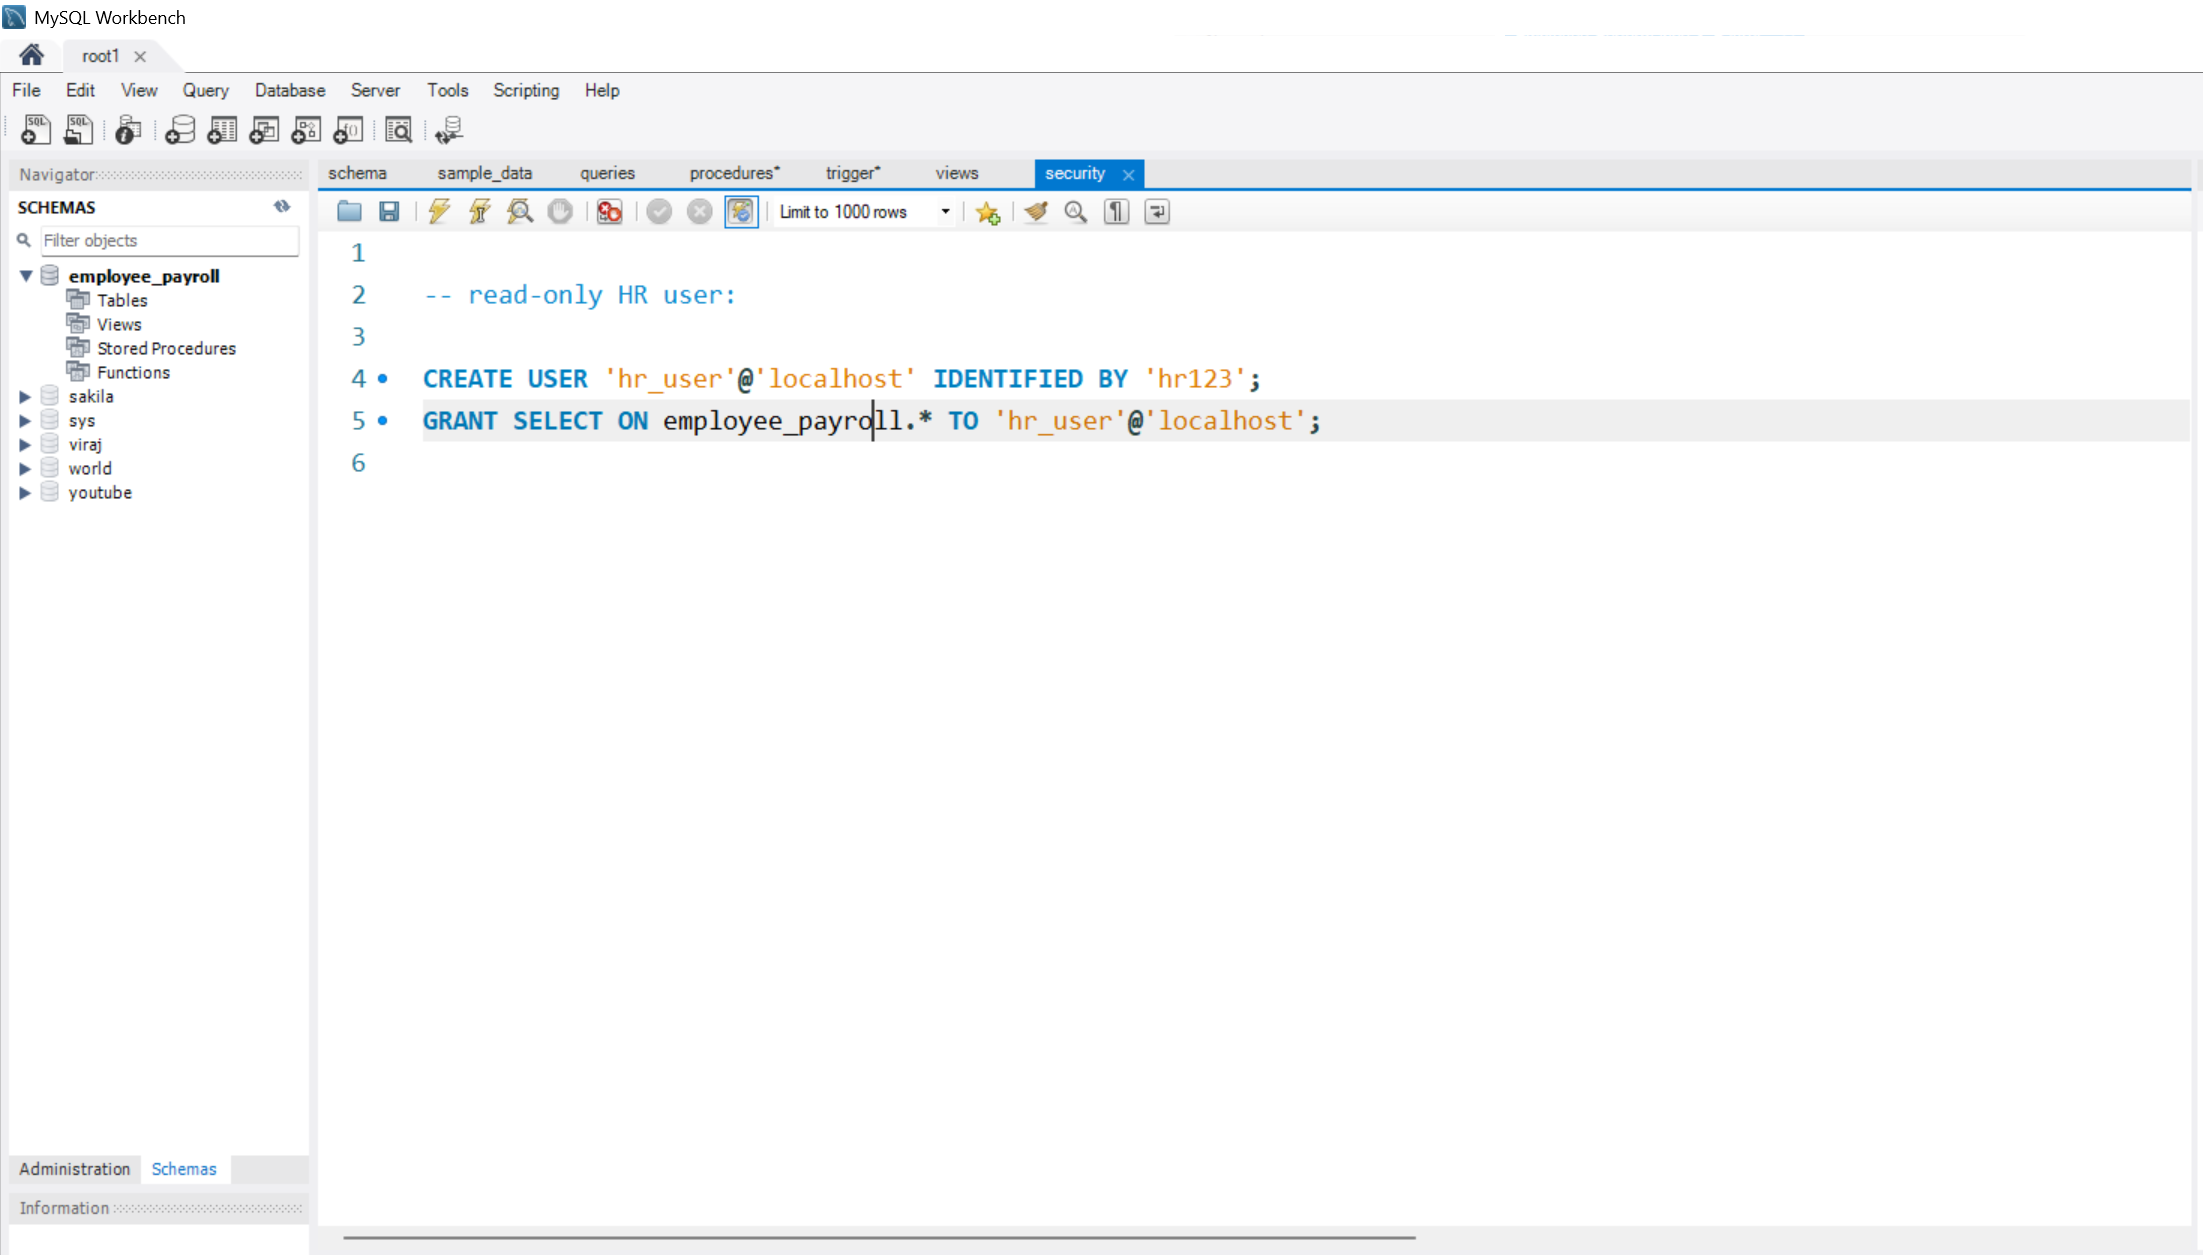 MySQL Workbench
root1
File Edit View Query Database Server Tools Scripting Help
Navigator
SCHEMAS
Filter objects
employee_payroll
Tables
Views
Stored Procedures
Functions
sakila
sys
viraj
world
youtube
Administration Schemas
Information
schema sample_data queries procedures* trigger* views security
Limit to 1000 rows
1
2 -- read-only HR user:
3
4 CREATE USER 'hr_user'@'localhost' IDENTIFIED BY 'hr123';
5 GRANT SELECT ON employee_payroll.* TO 'hr_user'@'localhost';
6